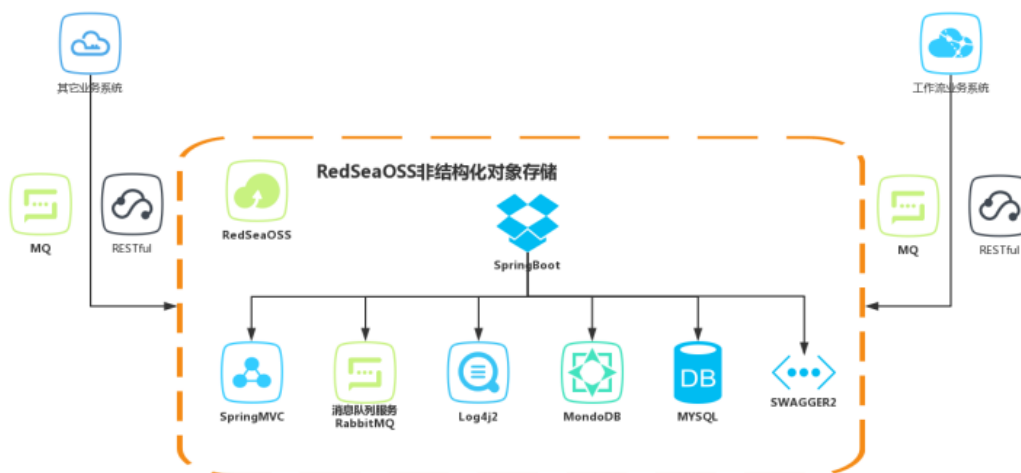 其它业务系统
工作流业务系统
RedSeaOSS非结构化对象存储
RedSeaOSS
SpringBoot
MQ
RESTful
MQ
RESTful
SpringMVC
消息队列服务
RabbitMQ
Log4j2
MondoDB
DB
MYSQL
SWAGGER2